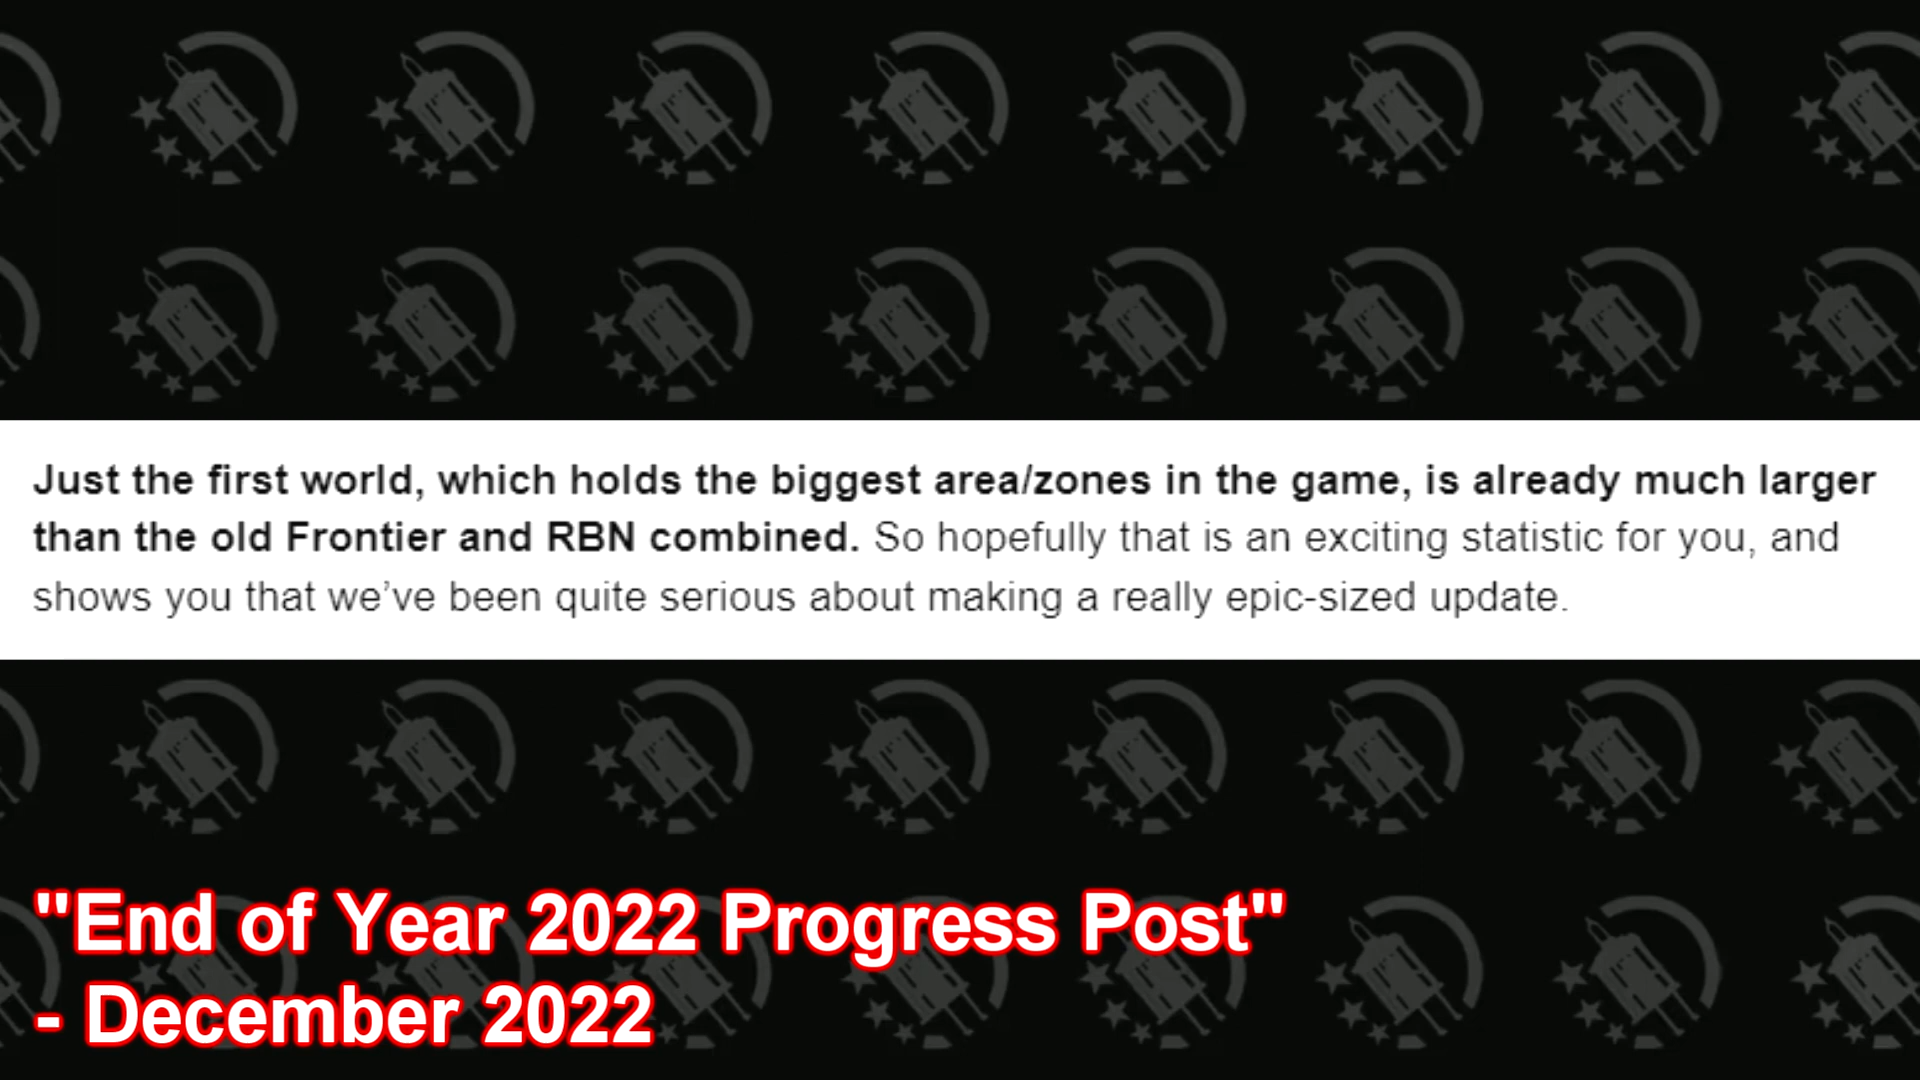 Just the first world, which holds the biggest area/zones in the game, is already much larger
than the old Frontier and RBN combined. So hopefully that is an exciting statistic for you, and
shows you that we’ve been quite serious about making a really epic-sized update.
"End of Year 2022 Progress Post"
- December 2022